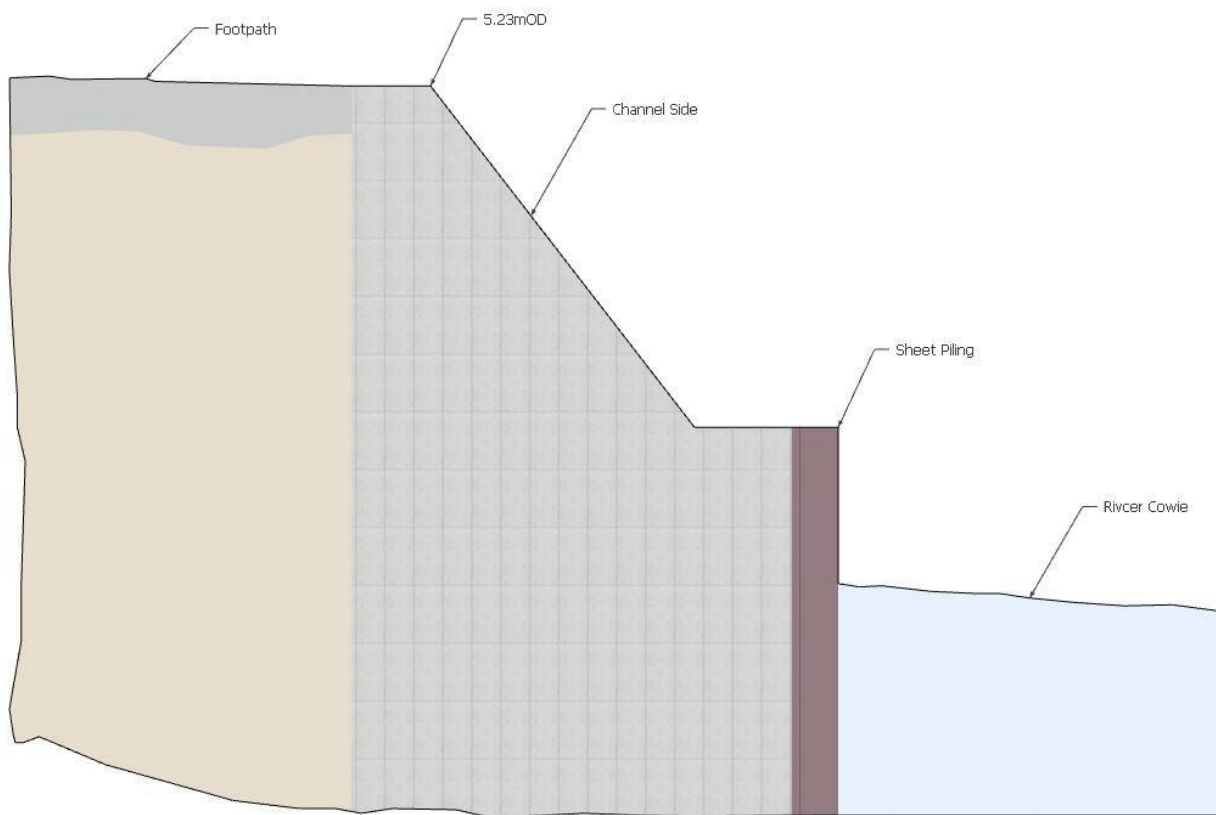 Footpath
5.23mOD
Channel Side
Sheet Piling
Rivcer Cowie